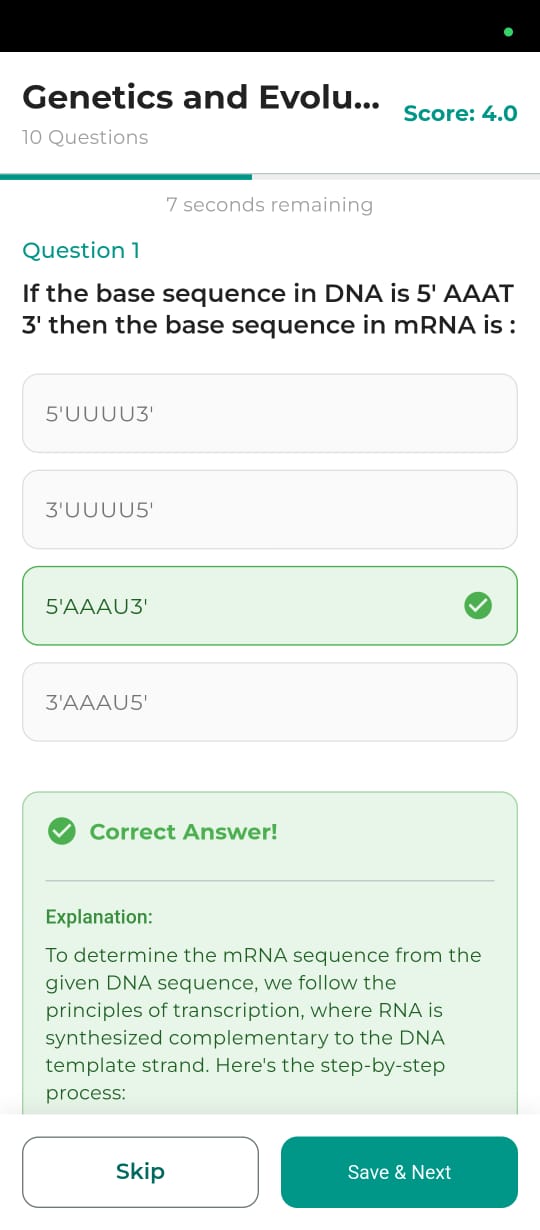 Genetics and Evolu...
Score: 4.0
10 Questions
7 seconds remaining
Question 1
If the base sequence in DNA is 5' AAAT
3' then the base sequence in mRNA is :
5'UUUU3'
3'UUUU5'
5'AAAU3'
3'AAAU5'
Correct Answer!
Explanation:
To determine the mRNA sequence from the
given DNA sequence, we follow the
principles of transcription, where RNA is
synthesized complementary to the DNA
template strand. Here's the step-by-step
process:
Skip
Save & Next